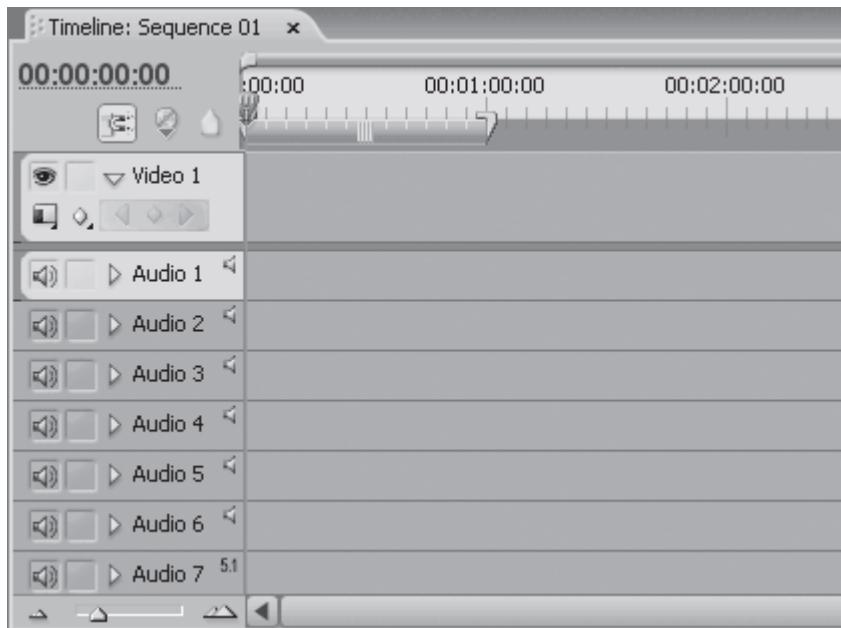 Timeline: Sequence 01 x
00:00:00:00
:00:00 00:01:00:00 00:02:00:00
Video 1
Audio 1
Audio 2
Audio 3
Audio 4
Audio 5
Audio 6
Audio 7 5.1